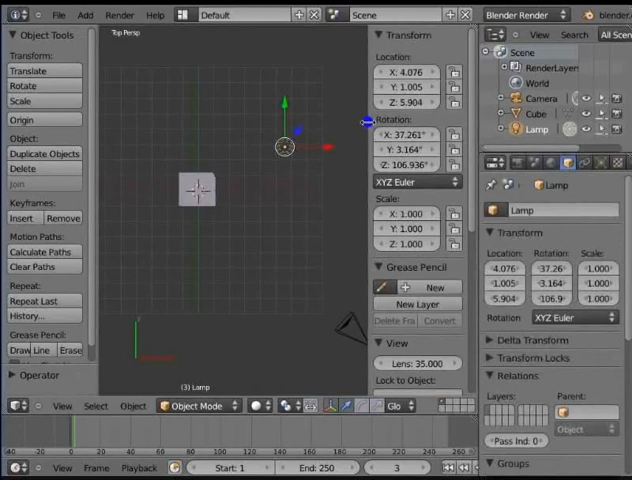 File Add Render Help Default Scene Blender Render blender.
Object Tools
Transform:
Translate
Rotate
Scale
Origin
Object:
Duplicate Objects
Delete
Join
Keyframes:
Insert Remove
Motion Paths:
Calculate Paths
Clear Paths
Repeat:
Repeat Last
History...
Grease Pencil:
Draw Line Erase
Operator
Top Persp
(3) Lamp
Transform
Location:
X: 4.076
Y: 1.005
Z: 5.904
Rotation:
X: 37.261°
Y: 3.164°
Z: 106.936°
XYZ Euler
Scale:
X: 1.000
Y: 1.000
Z: 1.000
Grease Pencil
New
New Layer
Delete Fra Convert
View
Lens: 35.000
Lock to Object:
View Search All Scen
Scene
RenderLayers
World
Camera
Cube
Lamp
Lamp
Lamp
Transform
Location: Rotation: Scale:
4.076 37.26 1.000
1.005 3.164 1.000
5.904 106.9 1.000
Rotation XYZ Euler
Delta Transform
Transform Locks
Relations
Layers: Parent:
Object
Pass Ind: 0
Groups
View Select Object Object Mode Glo
-40 -20 0 20 40 60 80 100 120 140 160 180 200 220 240 260
View Frame Playback Start: 1 End: 250 3